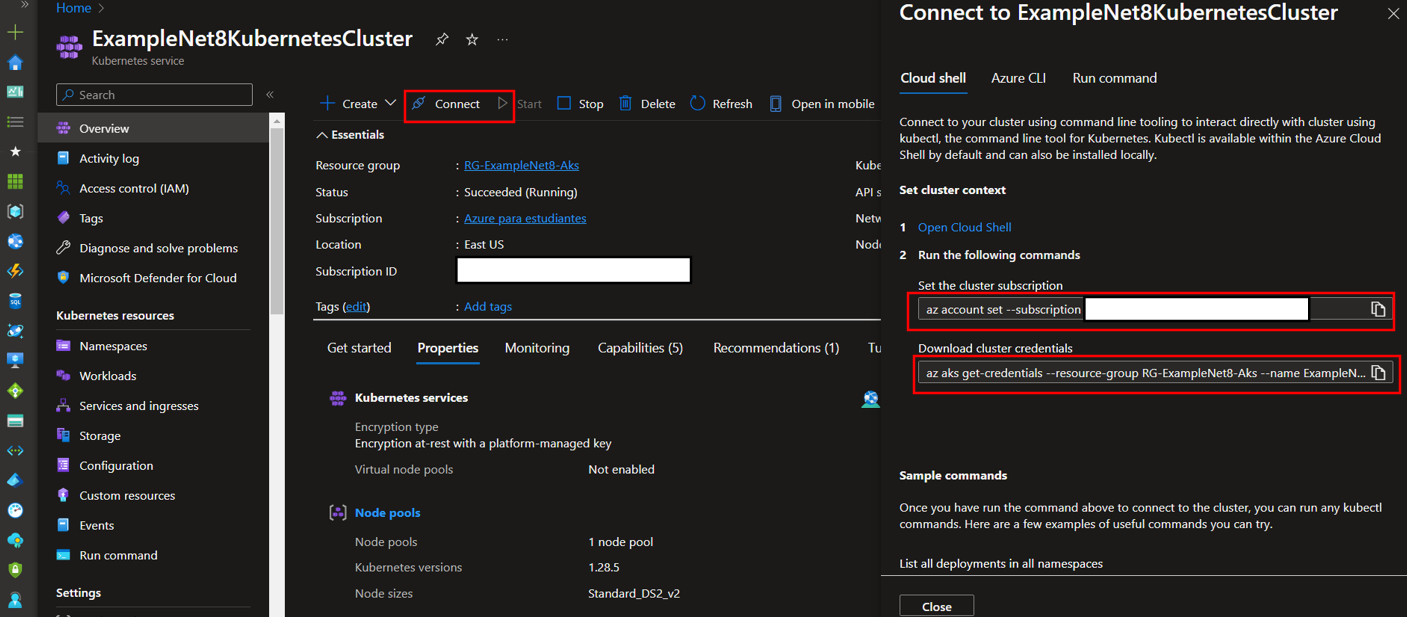 Home >
ExampleNet8KubernetesCluster
Kubernetes service
Search
Overview
Activity log
Access control (IAM)
Tags
Diagnose and solve problems
Microsoft Defender for Cloud
Kubernetes resources
Namespaces
Workloads
Services and ingresses
Storage
Configuration
Custom resources
Events
Run command
Settings
Create Connect Start Stop Delete Refresh Open in mobile
Essentials
Resource group : RG-ExampleNet8-Aks Kube
Status : Succeeded (Running) API s
Subscription : Azure para estudiantes Netw
Location : East US Node
Subscription ID
Tags (edit) : Add tags
Get started Properties Monitoring Capabilities (5) Recommendations (1) Tu
Kubernetes services
Encryption type
Encryption at-rest with a platform-managed key
Virtual node pools Not enabled
Node pools
Node pools 1 node pool
Kubernetes versions 1.28.5
Node sizes Standard_DS2_v2
Connect to ExampleNet8KubernetesCluster
Cloud shell Azure CLI Run command
Connect to your cluster using command line tooling to interact directly with cluster using
kubectl, the command line tool for Kubernetes. Kubectl is available within the Azure Cloud
Shell by default and can also be installed locally.
Set cluster context
1 Open Cloud Shell
2 Run the following commands
Set the cluster subscription
az account set --subscription
Download cluster credentials
az aks get-credentials --resource-group RG-ExampleNet8-Aks --name ExampleN...
Sample commands
Once you have run the command above to connect to the cluster, you can run any kubectl
commands. Here are a few examples of useful commands you can try.
List all deployments in all namespaces
Close
SQL